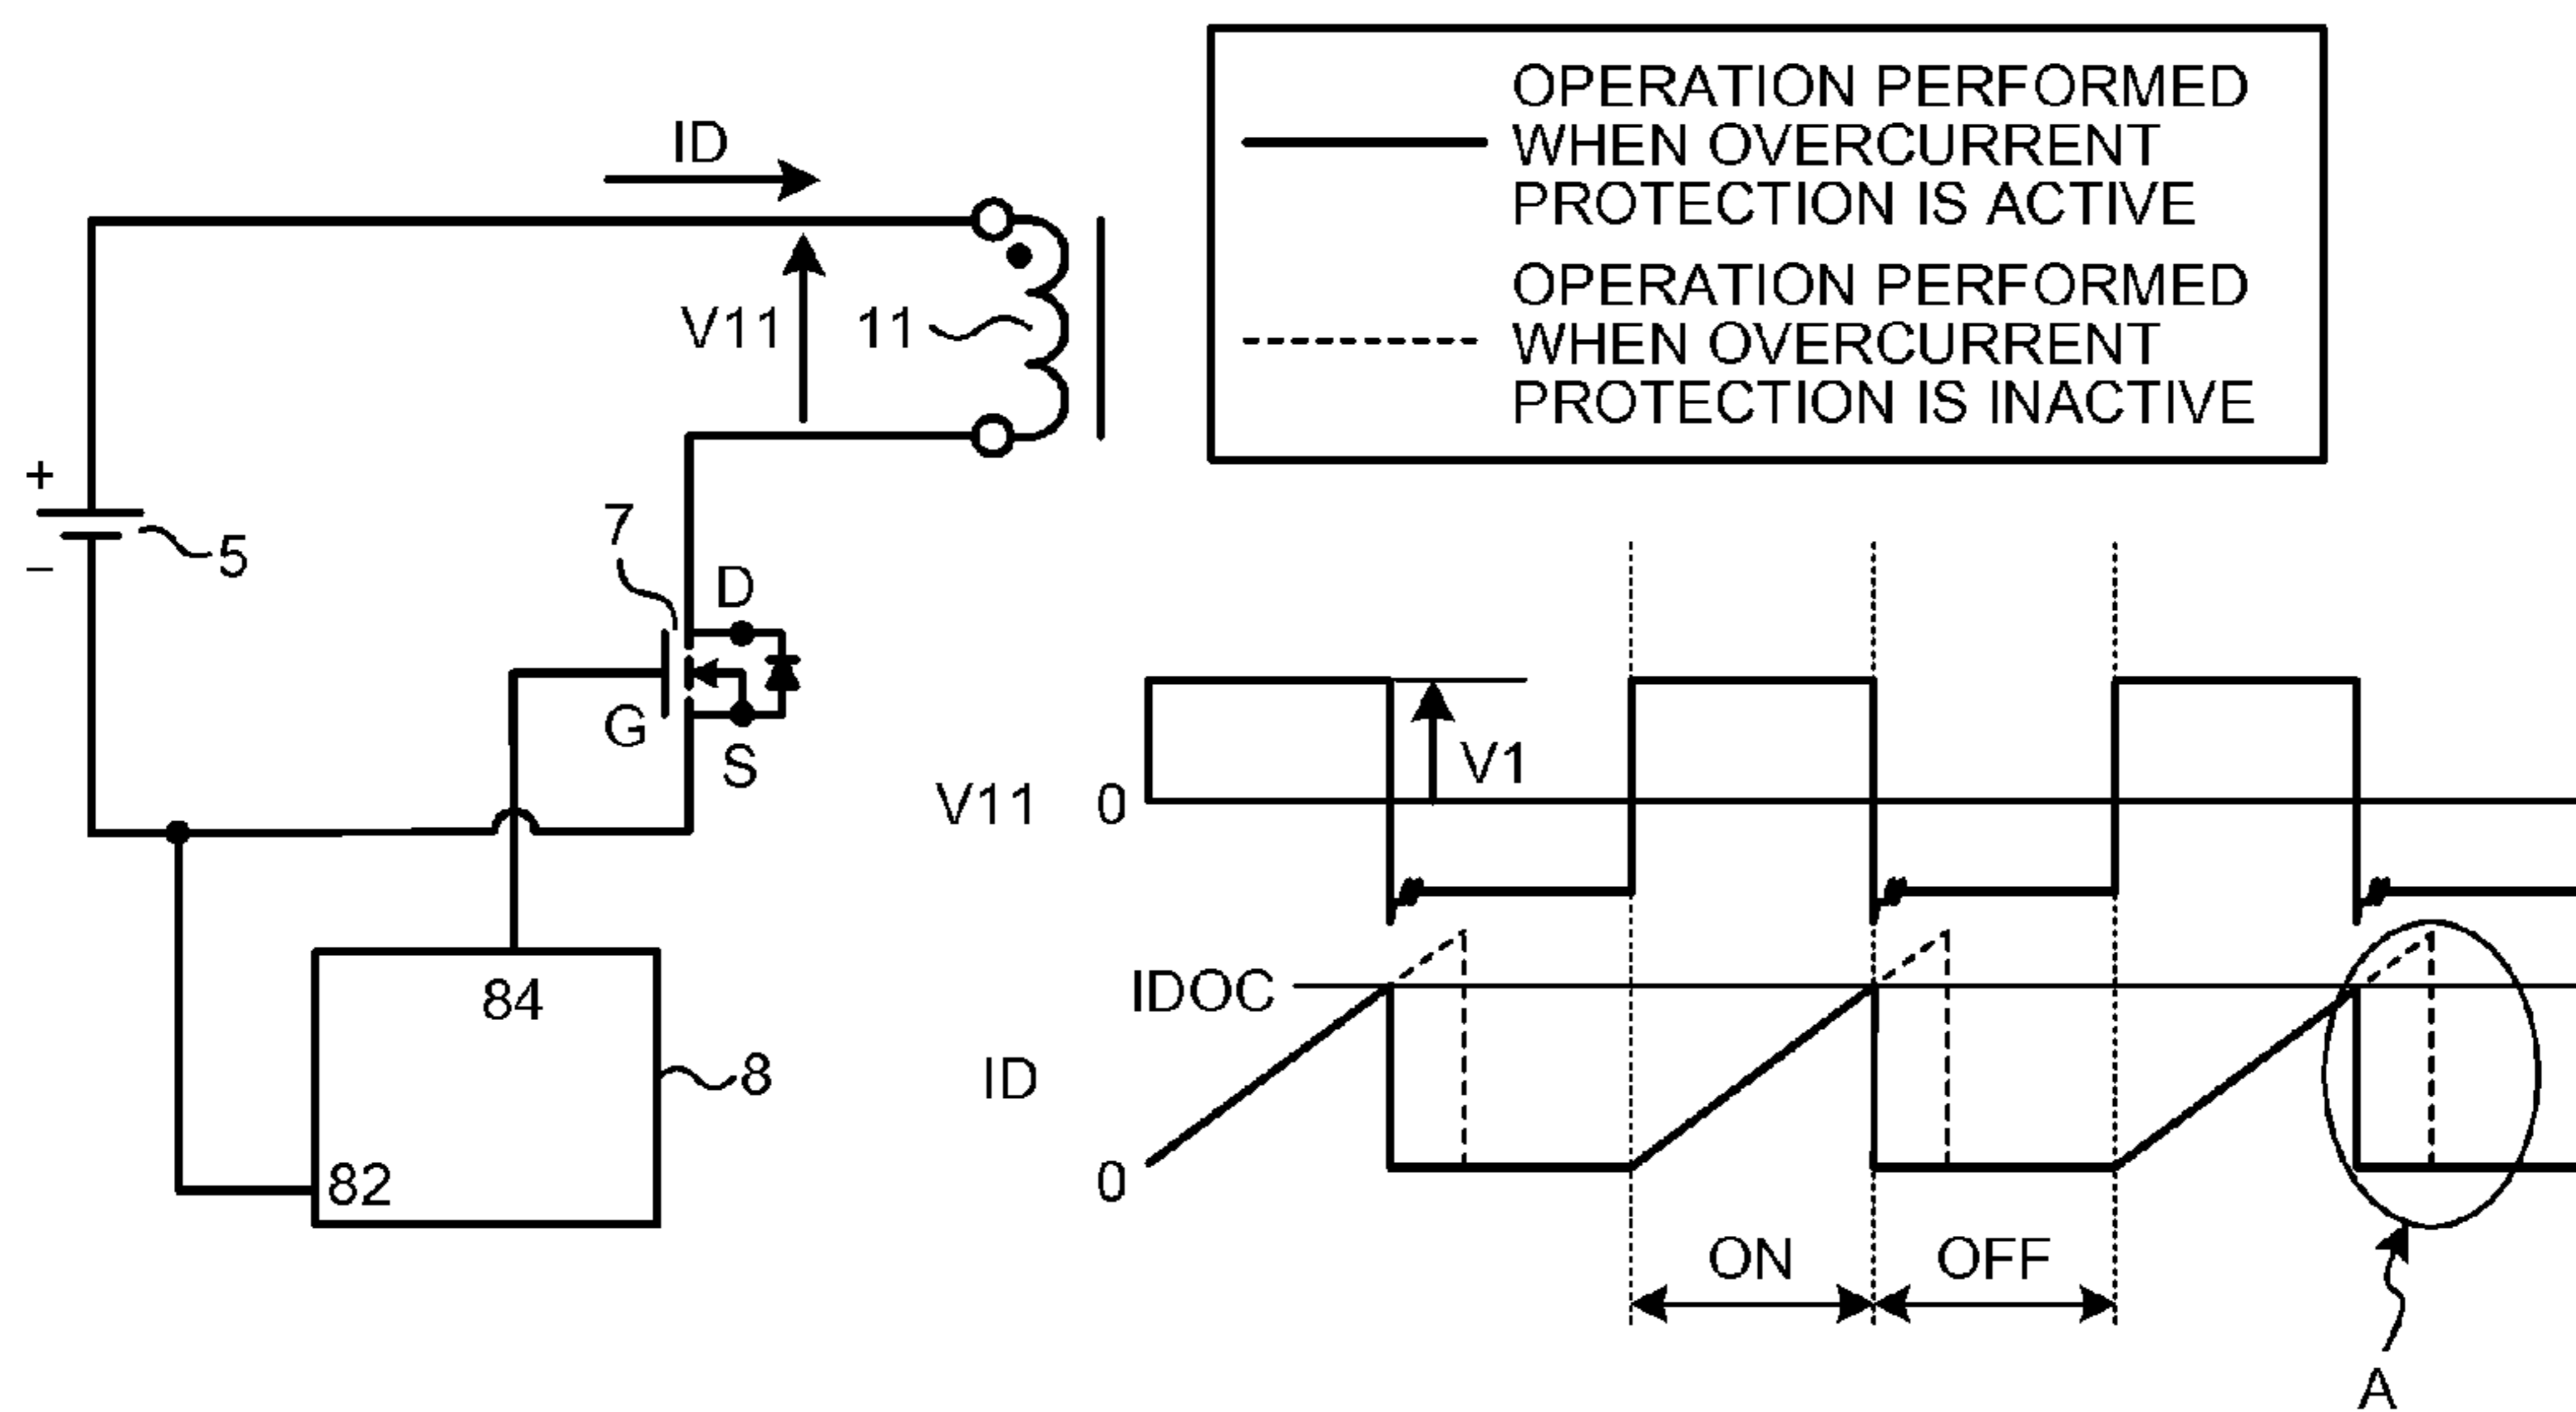 OPERATION PERFORMED
WHEN OVERCURRENT
PROTECTION IS ACTIVE
OPERATION PERFORMED
WHEN OVERCURRENT
PROTECTION IS INACTIVE
ID
V11
11
+
5
−
7
D
G
S
84
8
82
V11
0
V1
IDOC
ID
0
ON
OFF
A